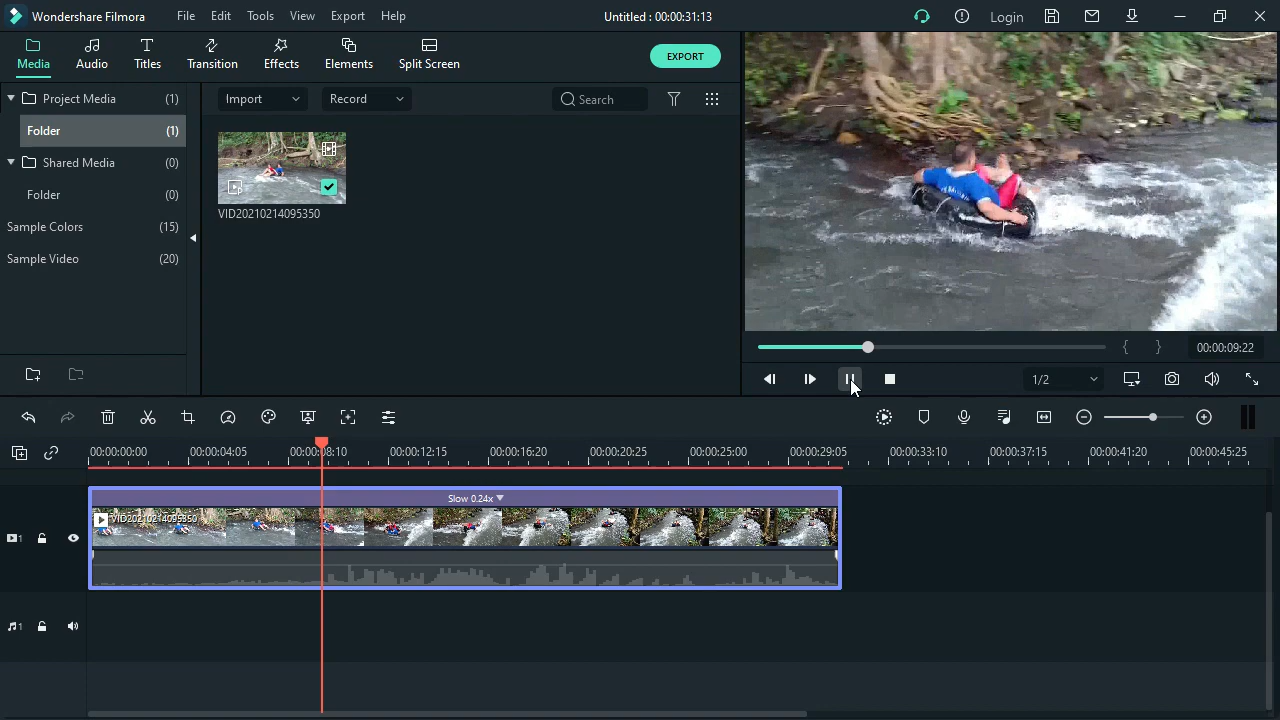 Wondershare Filmora
File Edit Tools View Export Help
Untitled : 00:00:31:13
Login
Media Audio Titles Transition Effects Elements Split Screen
EXPORT
Project Media (1)
Folder (1)
Shared Media (0)
Folder (0)
Sample Colors (15)
Sample Video (20)
Import Record Search
VID20210214095350
{ } 00:00:09:22
1/2
00:00:00:00 00:00:04:05 00:00:08:10 00:00:12:15 00:00:16:20 00:00:20:25 00:00:25:00 00:00:29:05 00:00:33:10 00:00:37:15 00:00:41:20 00:00:45:25
Slow 0.24x
VID20210214095350
1
1